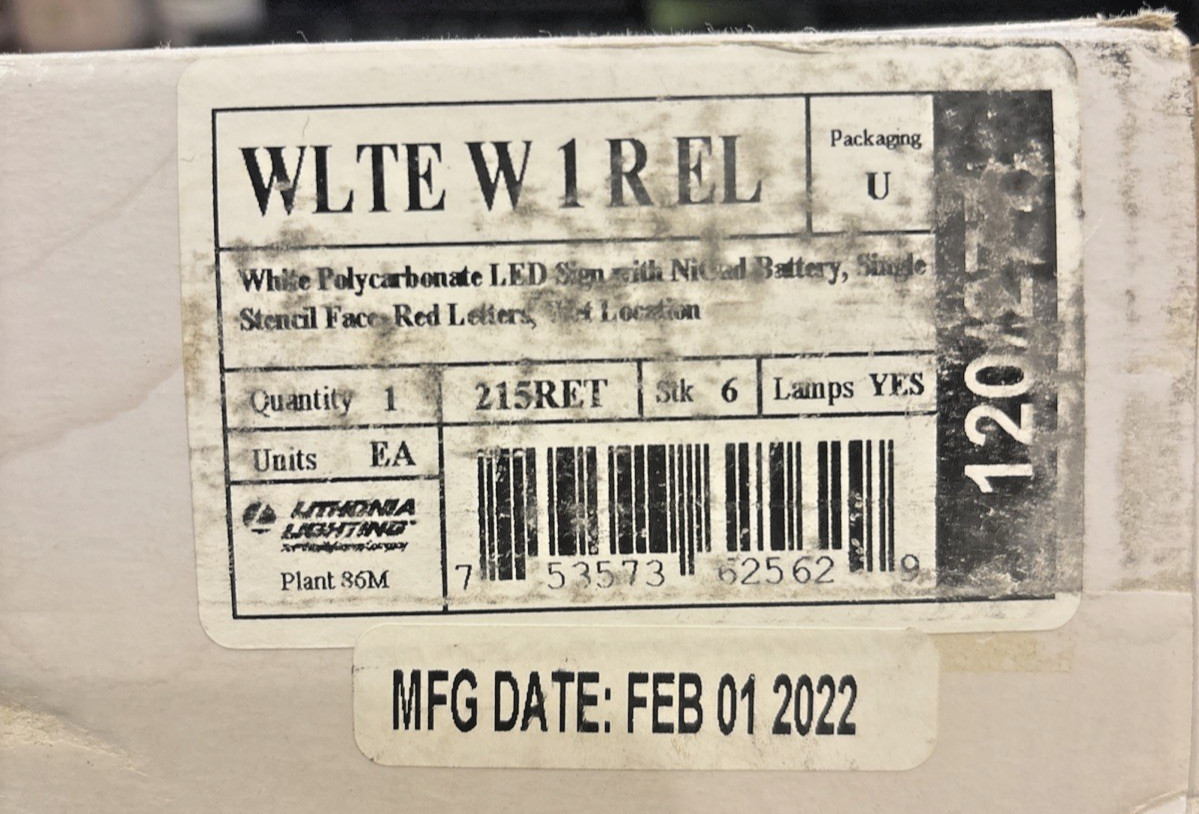 WLTE W 1 R EL
Packaging
U
White Polycarbonate LED Sign with NiCad Battery, Single
Stencil Face Red Letters, Wet Location
Quantity 1
215RET
Stk 6
Lamps YES
Units EA
LITHONIA
LIGHTING
Plant 86M
7 53573 62562 9
120
MFG DATE: FEB 01 2022